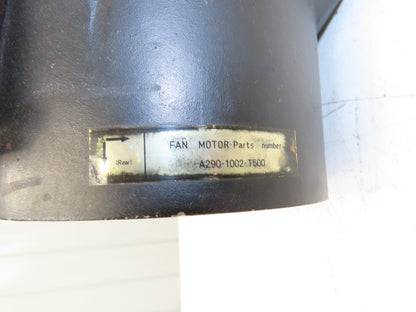 FAN MOTOR Parts number
(Rear)
A290-1002-T500